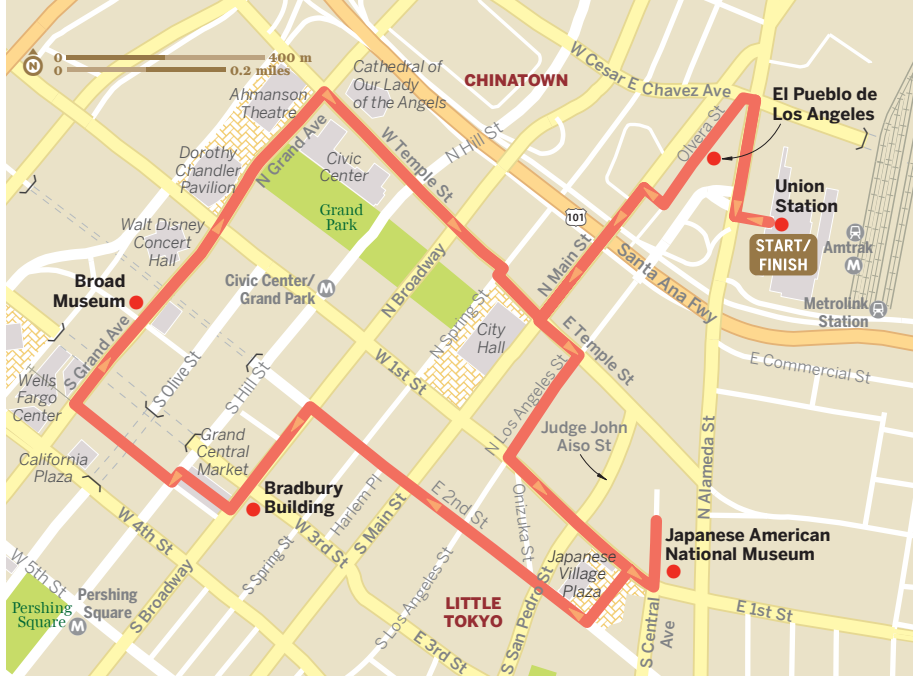 0
400 m
0
0.2 miles
N
Cathedral of
Our Lady
of the Angels
CHINATOWN
W Cesar E Chavez Ave
Ahmanson
Theatre
El Pueblo de
Los Angeles
Olvera St
N Grand Ave
W Temple St
N Hill St
Dorothy
Chandler
Pavilion
Civic
Center
Union
Station
Grand
Park
101
START/
FINISH
Amtrak
M
Walt Disney
Concert
Hall
N Main St
Santa Ana Fwy
Broad
Museum
Civic Center/
Grand Park
M
N Broadway
Metrolink
Station
N Spring St
City
Hall
E Temple St
S Grand Ave
W 1st St
E Commercial St
Wells
Fargo
Center
S Olive St
S Hill St
N Los Angeles St
Judge John
Aiso St
N Alameda St
California
Plaza
Grand
Central
Market
Bradbury
Building
Harlem Pl
S Main St
E 2nd St
Onizuka St
W 4th St
S Spring St
W 3rd St
Japanese American
National Museum
Japanese
Village
Plaza
W 5th St
Pershing
Square
Pershing
Square
M
S Broadway
LITTLE
TOKYO
S Los Angeles St
S San Pedro St
E 1st St
S Central
Ave
E 3rd St